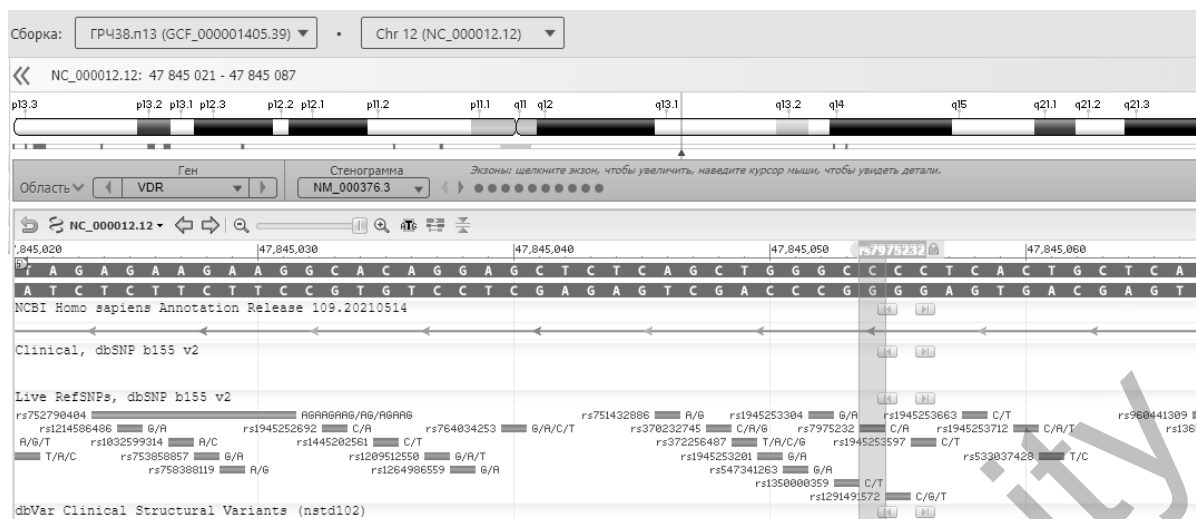 Сборка: ГРЧ38.п13 (GCF_000001405.39) • Chr 12 (NC_000012.12)
NC_000012.12: 47 845 021 - 47 845 087
p13.3 p13.2 p13.1 p12.3 p12.2 p12.1 p11.2 p11.1 q11 q12 q13.1 q13.2 q14 q15 q21.1 q21.2 q21.3
Ген Стенограмма Экзоны: щелкните экзон, чтобы увеличить, наведите курсор мыши, чтобы увидеть детали.
Область VDR NM_000376.3
NC_000012.12
,845,020 47,845,030 47,845,040 47,845,050 rs7975232 47,845,060
T A G A G A A G A A G G C A C A G G A G C T C T C A G C T G G G C C C C T C A C T G C T C A
A T C T C T T C T T C C G T G T C C T C G A G A G T C G A C C C G G G G A G T G A C G A G T
NCBI Homo sapiens Annotation Release 109.20210514
Clinical, dbSNP b155 v2
Live RefSNPs, dbSNP b155 v2
rs752790404 AGAAGAAG/AG/AGAAG rs751432886 A/G rs1945253304 G/A rs1945253663 C/T rs960441309
rs1214586486 G/A rs1945252692 C/A rs764034253 G/A/C/T rs370232745 C/A/G rs7975232 C/A rs1945253712 C/A/T rs136
A/G/T rs1032599314 A/C rs1445202561 C/T rs372256487 T/A/C/G rs1945253597 C/T
T/A/C rs753858857 G/A rs1209512550 G/A/T rs1945253201 G/A rs533037428 T/C
rs758388119 A/G rs1264986559 G/A rs547341263 G/A
rs1350000359 C/T
rs1291491572 C/G/T
dbVar Clinical Structural Variants (nstd102)
ity